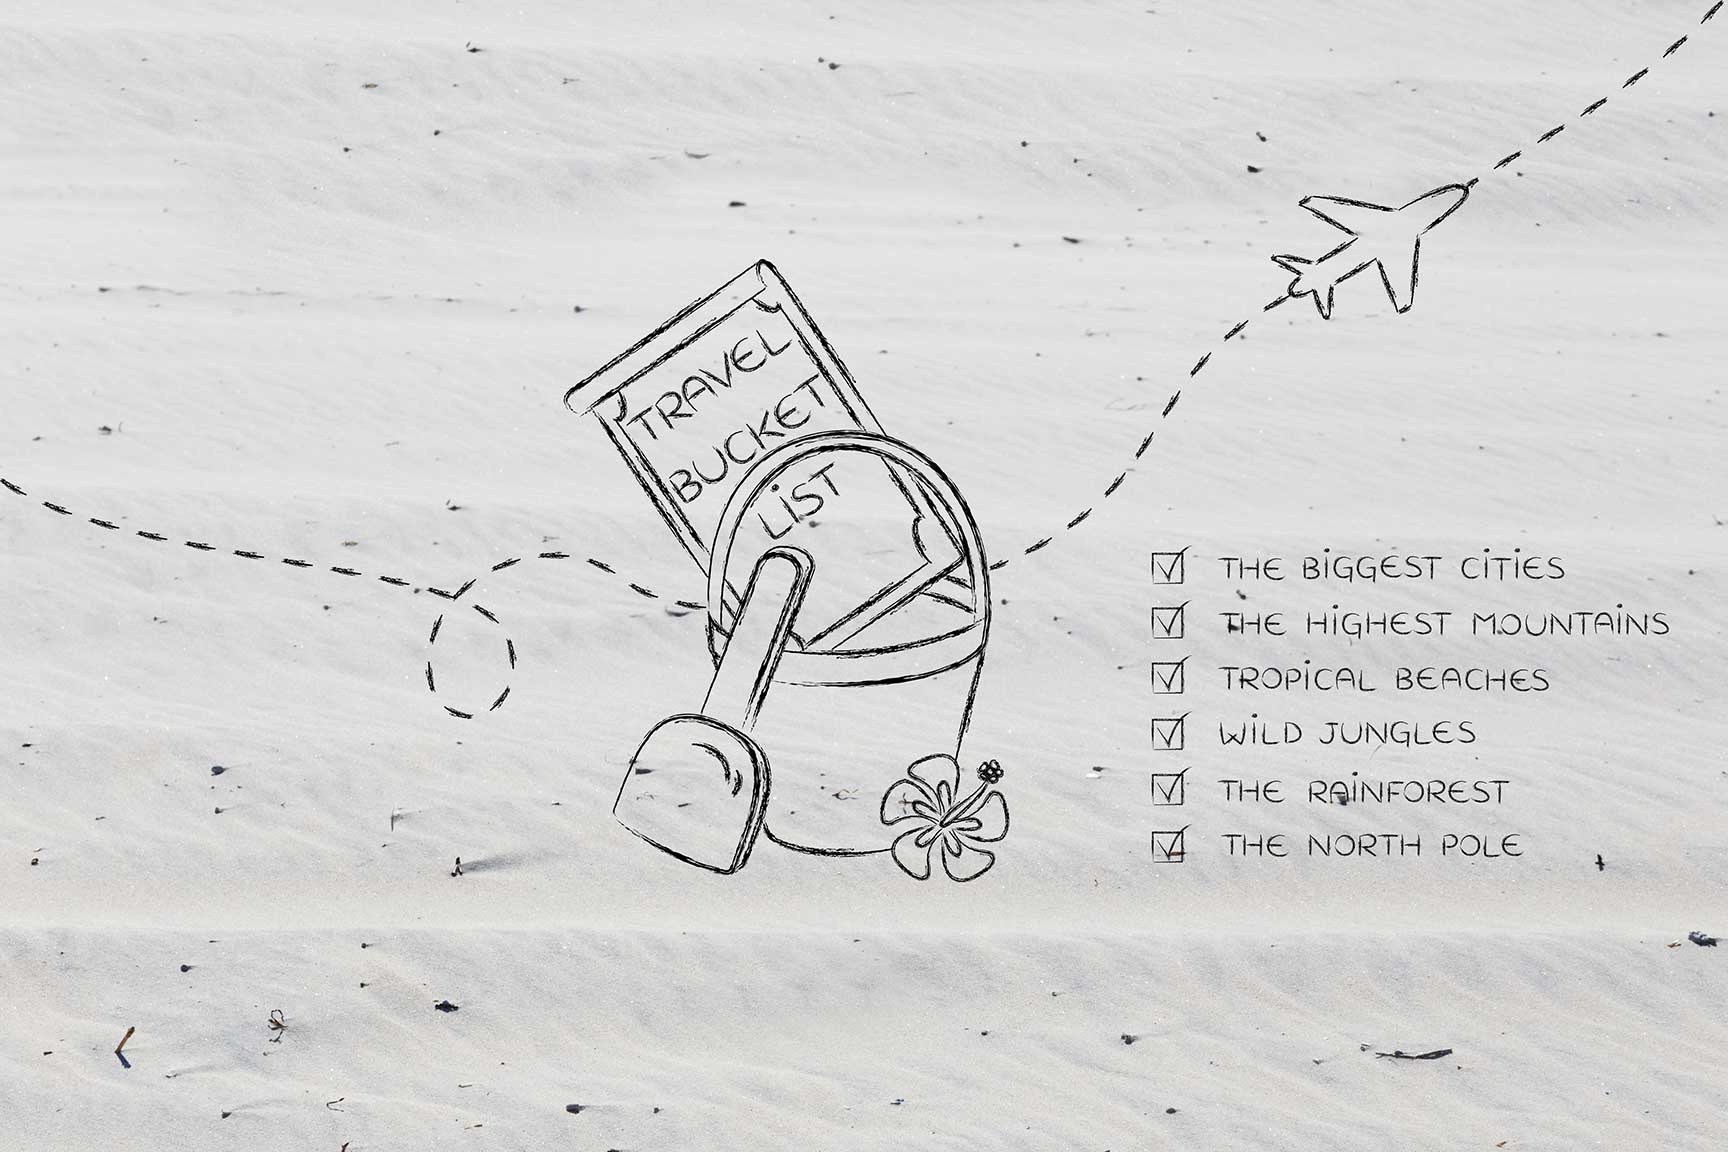 TRAVEL
BUCKET
LIST
THE BIGGEST CITIES
THE HIGHEST MOUNTAINS
TROPICAL BEACHES
WILD JUNGLES
THE RAINFOREST
THE NORTH POLE